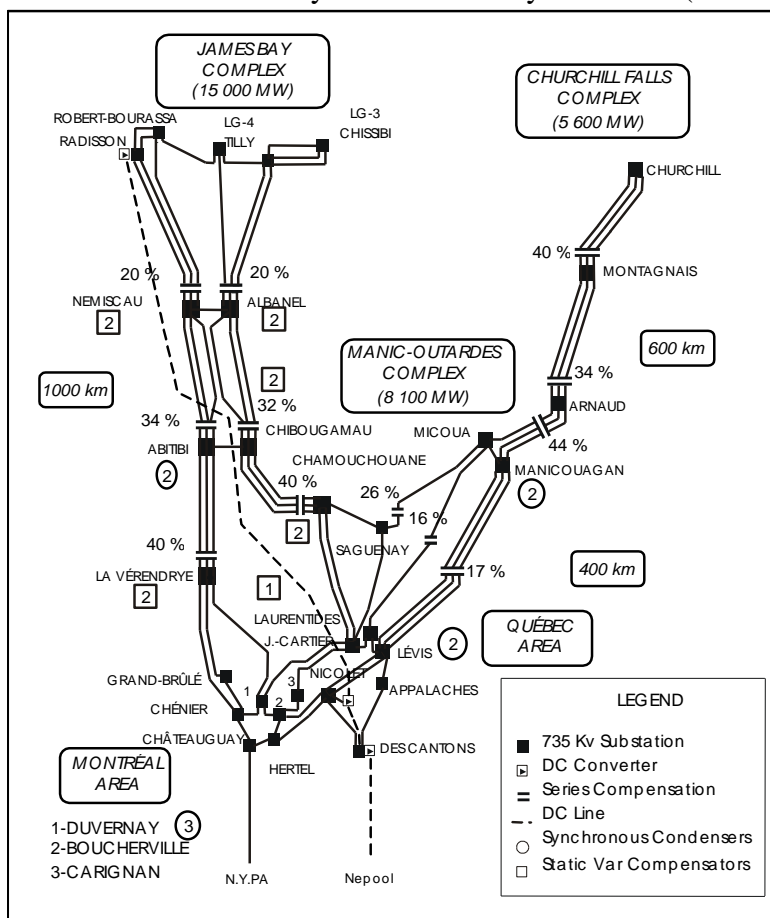 JAMES BAY
COMPLEX
(15 000 MW)
CHURCHILL FALLS
COMPLEX
(5 600 MW)
ROBERT-BOURASSA
RADISSON
LG-4
TILLY
LG-3
CHISSIBI
CHURCHILL
40 %
MONTAGNAIS
20 %
20 %
NEMISCAU
ALBANEL
2
2
MANIC-OUTARDES
COMPLEX
(8 100 MW)
600 km
1000 km
2
34 %
32 %
34 %
ARNAUD
MICOUA
44 %
ABITIBI
CHIBOUGAMAU
CHAMOUCHOUANE
MANICOUAGAN
2
2
40 %
26 %
2
16 %
SAGUENAY
40 %
LA VÉRENDRYE
2
1
17 %
400 km
LAURENTIDES
J.-CARTIER
LÉVIS
2
QUÉBEC
AREA
NICOLET
GRAND-BRÛLÉ
1
3
APPALACHES
CHÉNIER
2
CHÂTEAUGUAY
DES CANTONS
HERTEL
MONTRÉAL
AREA
1-DUVERNAY
3
2-BOUCHERVILLE
3-CARIGNAN
N.Y.PA
Nepool
LEGEND
735 Kv Substation
DC Converter
Series Compensation
DC Line
Synchronous Condensers
Static Var Compensators